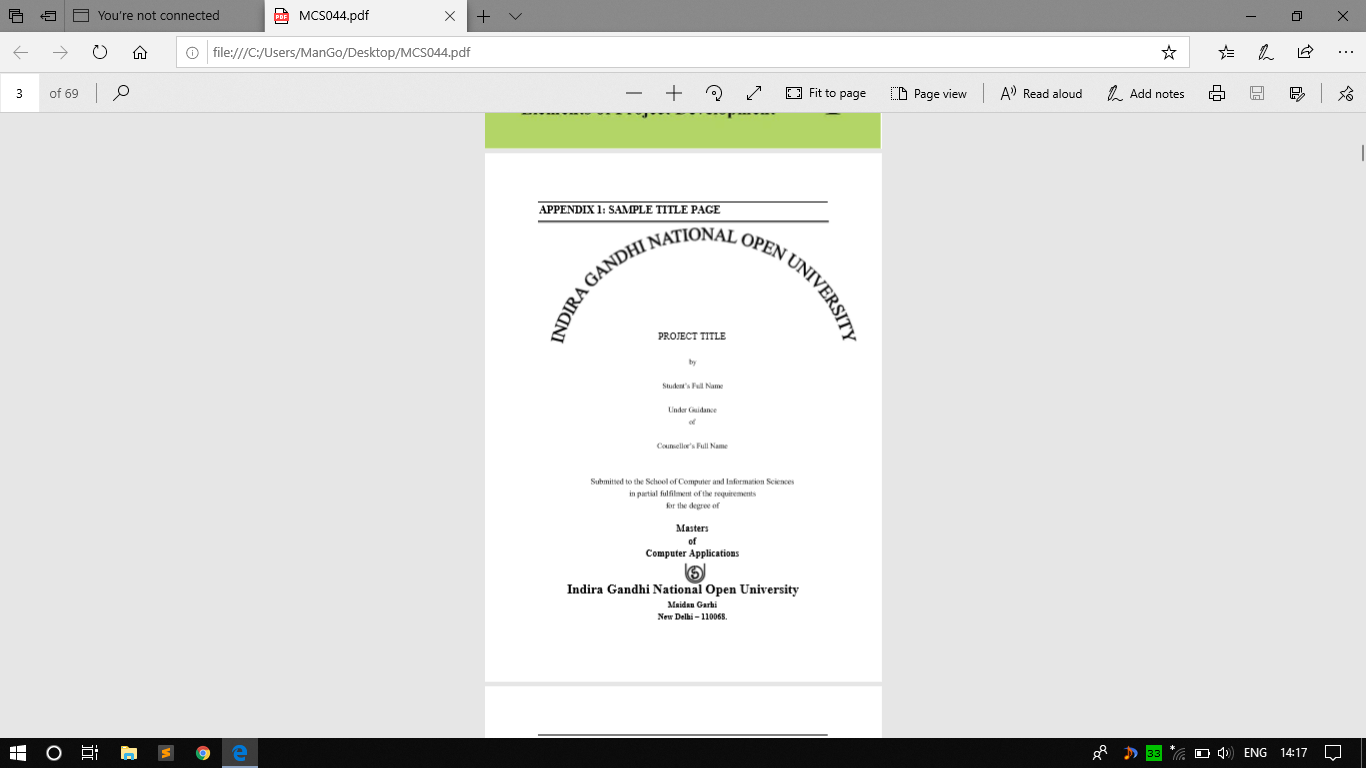 You're not connected
MCS044.pdf
file:///C:/Users/ManGo/Desktop/MCS044.pdf
3 of 69
Fit to page
Page view
Read aloud
Add notes
Elements of Project Development
APPENDIX 1: SAMPLE TITLE PAGE
INDIRA GANDHI NATIONAL OPEN UNIVERSITY
PROJECT TITLE
by
Student's Full Name
Under Guidance
of
Counsellor's Full Name
Submitted to the School of Computer and Information Sciences
in partial fulfilment of the requirements
for the degree of
Masters
of
Computer Applications
Indira Gandhi National Open University
Maidan Garhi
New Delhi – 110068.
33
ENG
14:17